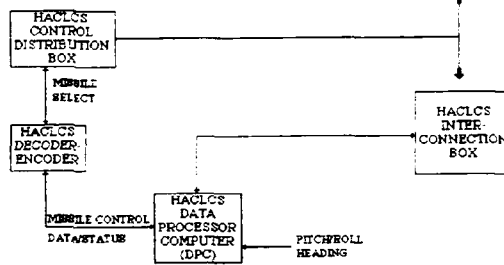 HACLCS
CONTROL
DISTRIBUTION
BOX
MISSILE
SELECT
HACLCS
INTER-
CONNECTION
BOX
HACLCS
DECODER-
ENCODER
HACLCS
DATA
PROCESSOR
COMPUTER
(DPC)
MISSILE CONTROL
DATA/STATUS
PITCH/ROLL
HEADING